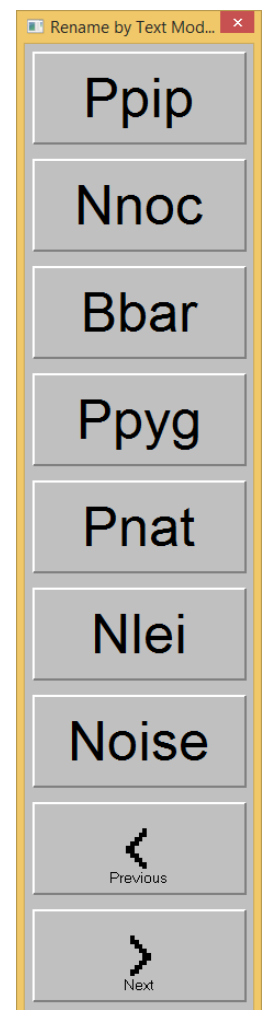 Rename by Text Mod...
Ppip
Nnoc
Bbar
Ppyg
Pnat
Nlei
Noise
Previous
Next